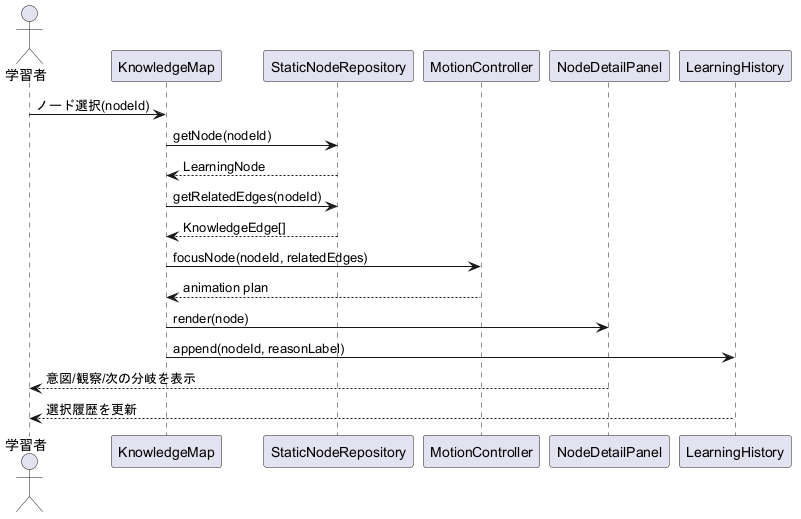 学習者
KnowledgeMap
StaticNodeRepository
MotionController
NodeDetailPanel
LearningHistory
ノード選択(nodeId)
getNode(nodeId)
LearningNode
getRelatedEdges(nodeId)
KnowledgeEdge[]
focusNode(nodeId, relatedEdges)
animation plan
render(node)
append(nodeId, reasonLabel)
意図/観察/次の分岐を表示
選択履歴を更新
学習者
KnowledgeMap
StaticNodeRepository
MotionController
NodeDetailPanel
LearningHistory